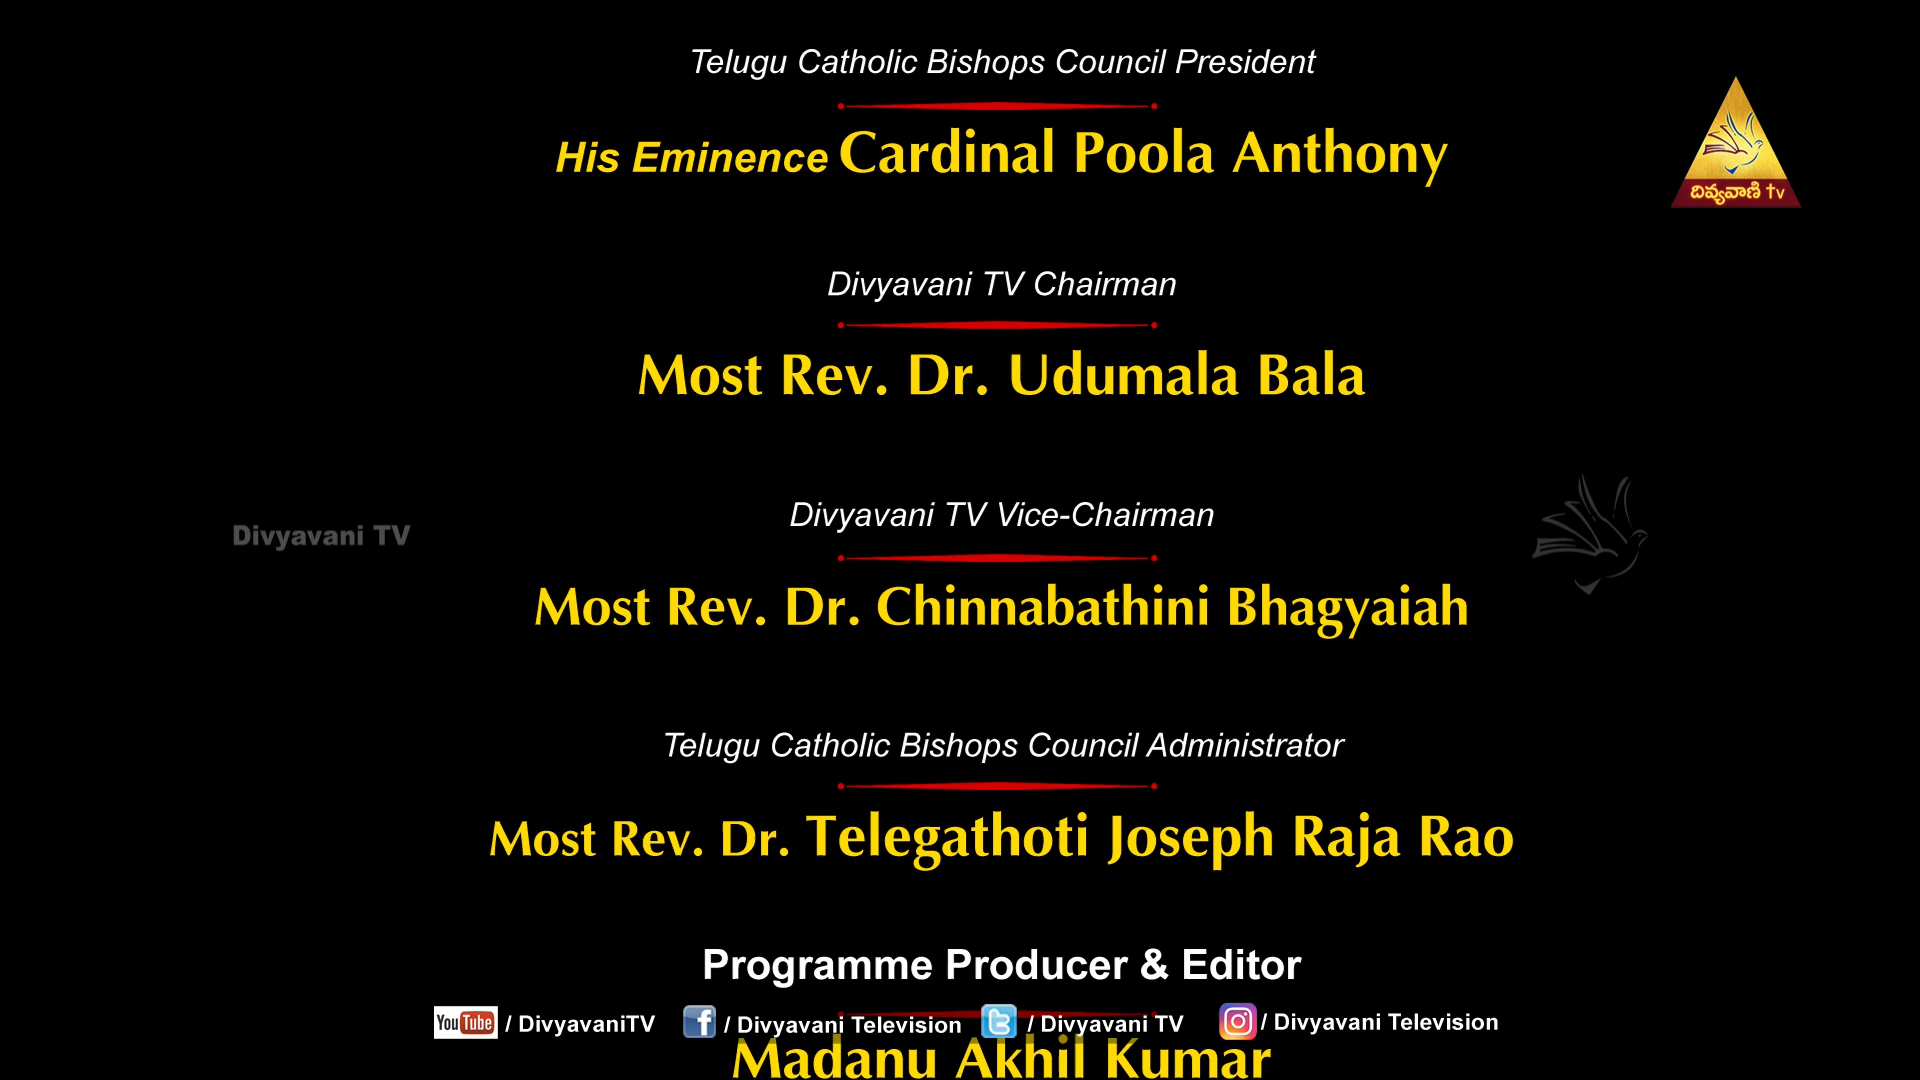 Telugu Catholic Bishops Council President
His Eminence Cardinal Poola Anthony
దివ్యవాణి tv
Divyavani TV Chairman
Most Rev. Dr. Udumala Bala
Divyavani TV Vice-Chairman
Divyavani TV
Most Rev. Dr. Chinnabathini Bhagyaiah
Telugu Catholic Bishops Council Administrator
Most Rev. Dr. Telegathoti Joseph Raja Rao
Programme Producer & Editor
YouTube / DivyavaniTV / Divyavani Television / Divyavani TV / Divyavani Television
Madanu Akhil Kumar